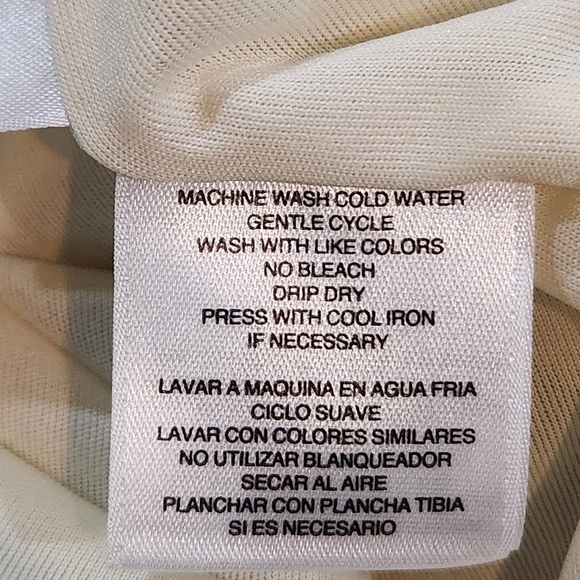 MACHINE WASH COLD WATER
GENTLE CYCLE
WASH WITH LIKE COLORS
NO BLEACH
DRIP DRY
PRESS WITH COOL IRON
IF NECESSARY
LAVAR A MAQUINA EN AGUA FRIA
CICLO SUAVE
LAVAR CON COLORES SIMILARES
NO UTILIZAR BLANQUEADOR
SECAR AL AIRE
PLANCHAR CON PLANCHA TIBIA
SI ES NECESARIO